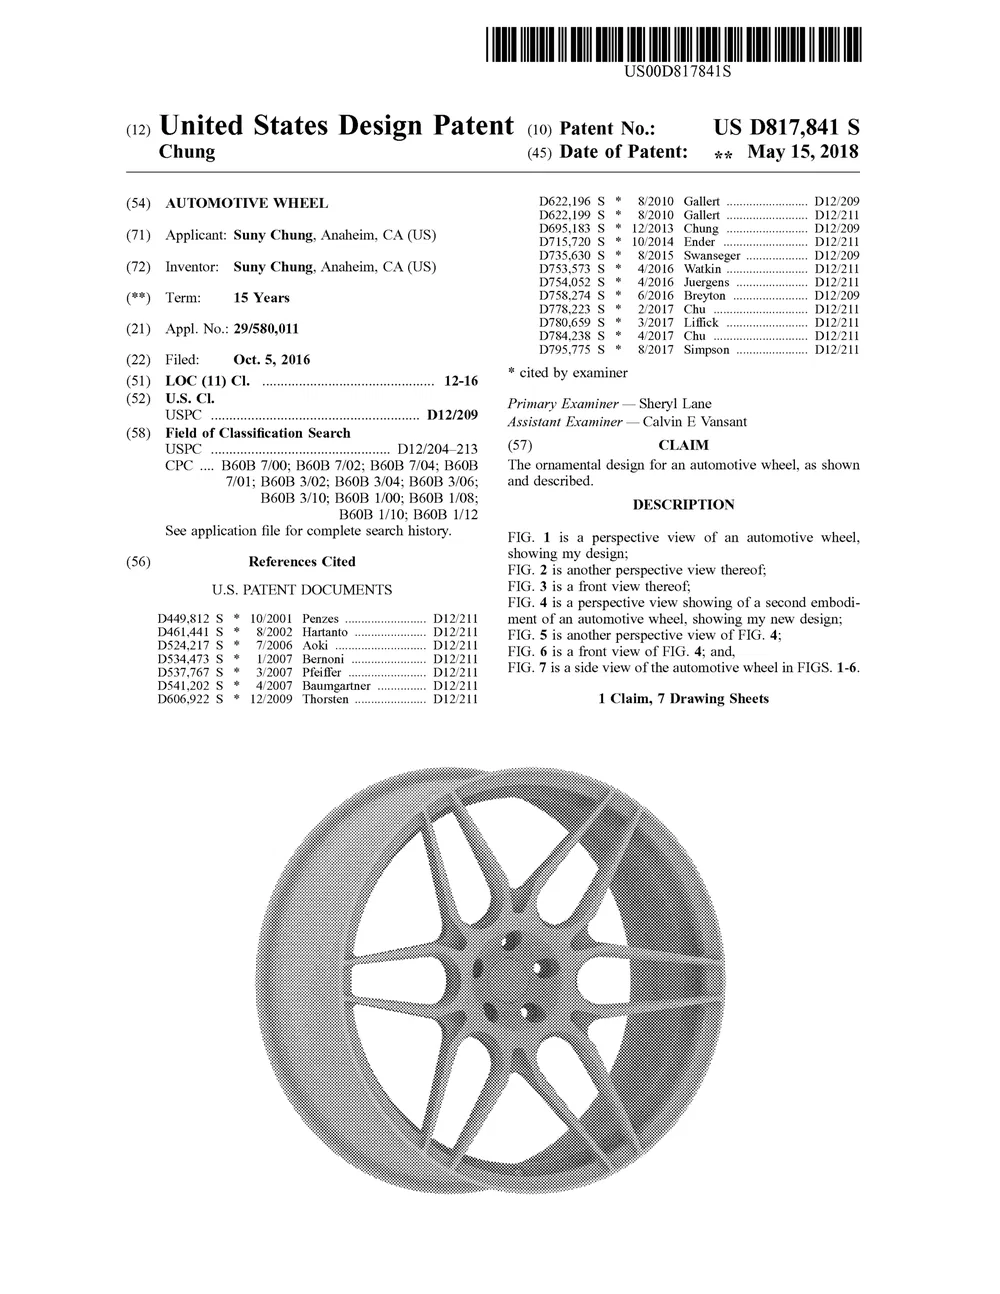 US00D817841S
(12) United States Design Patent
Chung
(10) Patent No.: US D817,841 S
(45) Date of Patent: ** May 15, 2018
(54) AUTOMOTIVE WHEEL
(71) Applicant: Suny Chung, Anaheim, CA (US)
(72) Inventor: Suny Chung, Anaheim, CA (US)
(**) Term: 15 Years
(21) Appl. No.: 29/580,011
(22) Filed: Oct. 5, 2016
(51) LOC (11) Cl. ............................................... 12-16
(52) U.S. Cl.
USPC ......................................................... D12/209
(58) Field of Classification Search
USPC ................................................. D12/204–213
CPC .... B60B 7/00; B60B 7/02; B60B 7/04; B60B
7/01; B60B 3/02; B60B 3/04; B60B 3/06;
B60B 3/10; B60B 1/00; B60B 1/08;
B60B 1/10; B60B 1/12
See application file for complete search history.
(56) References Cited
U.S. PATENT DOCUMENTS
D449,812 S * 10/2001 Penzes ......................... D12/211
D461,441 S * 8/2002 Hartanto ...................... D12/211
D524,217 S * 7/2006 Aoki ............................ D12/211
D534,473 S * 1/2007 Bernoni ....................... D12/211
D537,767 S * 3/2007 Pfeiffer ........................ D12/211
D541,202 S * 4/2007 Baumgartner ............... D12/211
D606,922 S * 12/2009 Thorsten ...................... D12/211
D622,196 S * 8/2010 Gallert ......................... D12/209
D622,199 S * 8/2010 Gallert ......................... D12/211
D695,183 S * 12/2013 Chung ......................... D12/209
D715,720 S * 10/2014 Ender .......................... D12/211
D735,630 S * 8/2015 Swanseger ................... D12/209
D753,573 S * 4/2016 Watkin ......................... D12/211
D754,052 S * 4/2016 Juergens ...................... D12/211
D758,274 S * 6/2016 Breyton ....................... D12/209
D778,223 S * 2/2017 Chu ............................. D12/211
D780,659 S * 3/2017 Liffick ......................... D12/211
D784,238 S * 4/2017 Chu ............................. D12/211
D795,775 S * 8/2017 Simpson ...................... D12/211
* cited by examiner
Primary Examiner — Sheryl Lane
Assistant Examiner — Calvin E Vansant
(57) CLAIM
The ornamental design for an automotive wheel, as shown
and described.
DESCRIPTION
FIG. 1 is a perspective view of an automotive wheel,
showing my design;
FIG. 2 is another perspective view thereof;
FIG. 3 is a front view thereof;
FIG. 4 is a perspective view showing of a second embodi-
ment of an automotive wheel, showing my new design;
FIG. 5 is another perspective view of FIG. 4;
FIG. 6 is a front view of FIG. 4; and,
FIG. 7 is a side view of the automotive wheel in FIGS. 1-6.
1 Claim, 7 Drawing Sheets